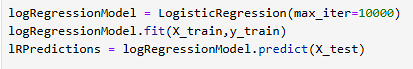 logRegressionModel = LogisticRegression(max_iter=10000)
logRegressionModel.fit(X_train,y_train)
lRPredictions = logRegressionModel.predict(X_test)